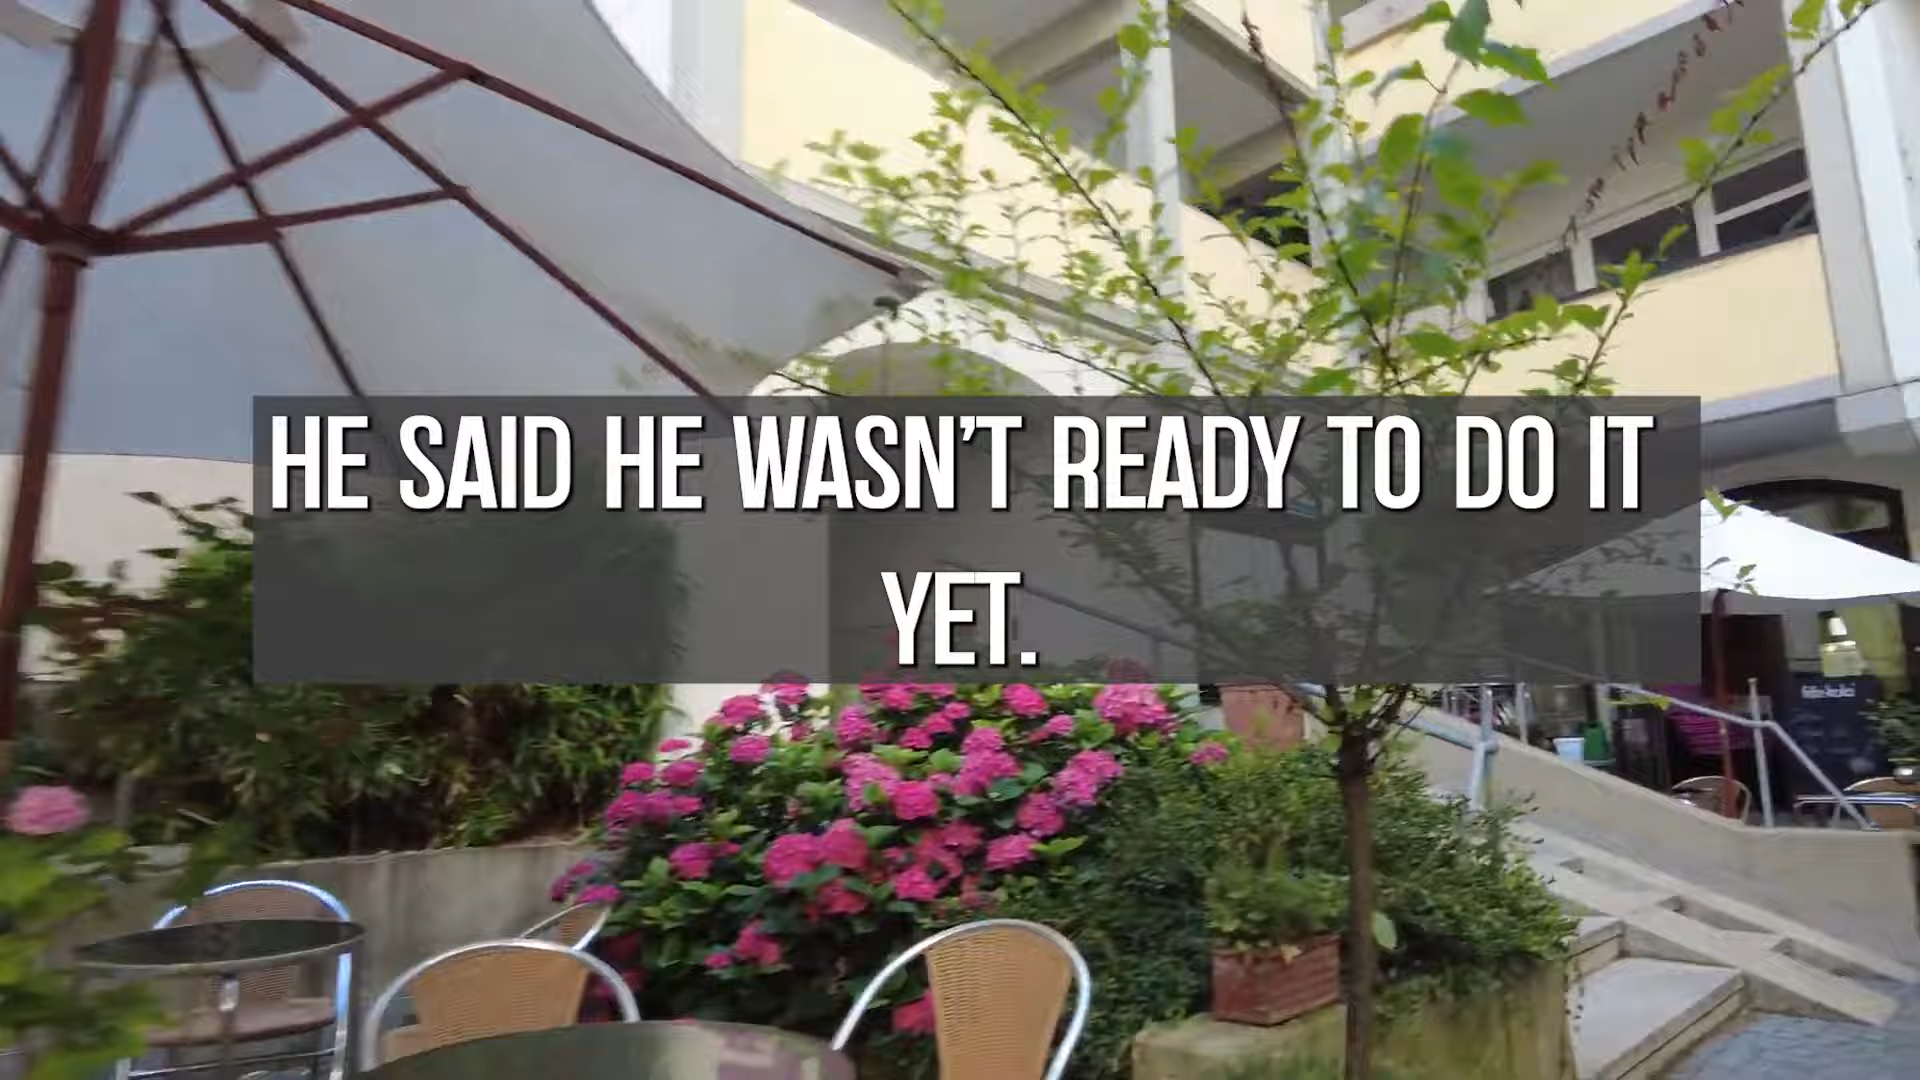 HE SAID HE WASN'T READY TO DO IT
YET.